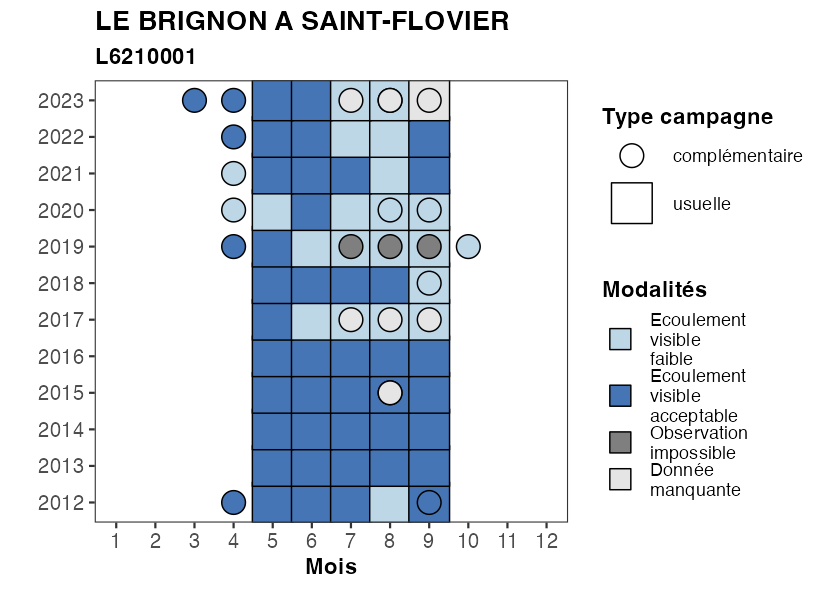 LE BRIGNON A SAINT-FLOVIER
L6210001
2023
2022
2021
2020
2019
2018
2017
2016
2015
2014
2013
2012
1 2 3 4 5 6 7 8 9 10 11 12
Mois
Type campagne
complémentaire
usuelle
Modalités
Ecoulement
visible
faible
Ecoulement
visible
acceptable
Observation
impossible
Donnée
manquante